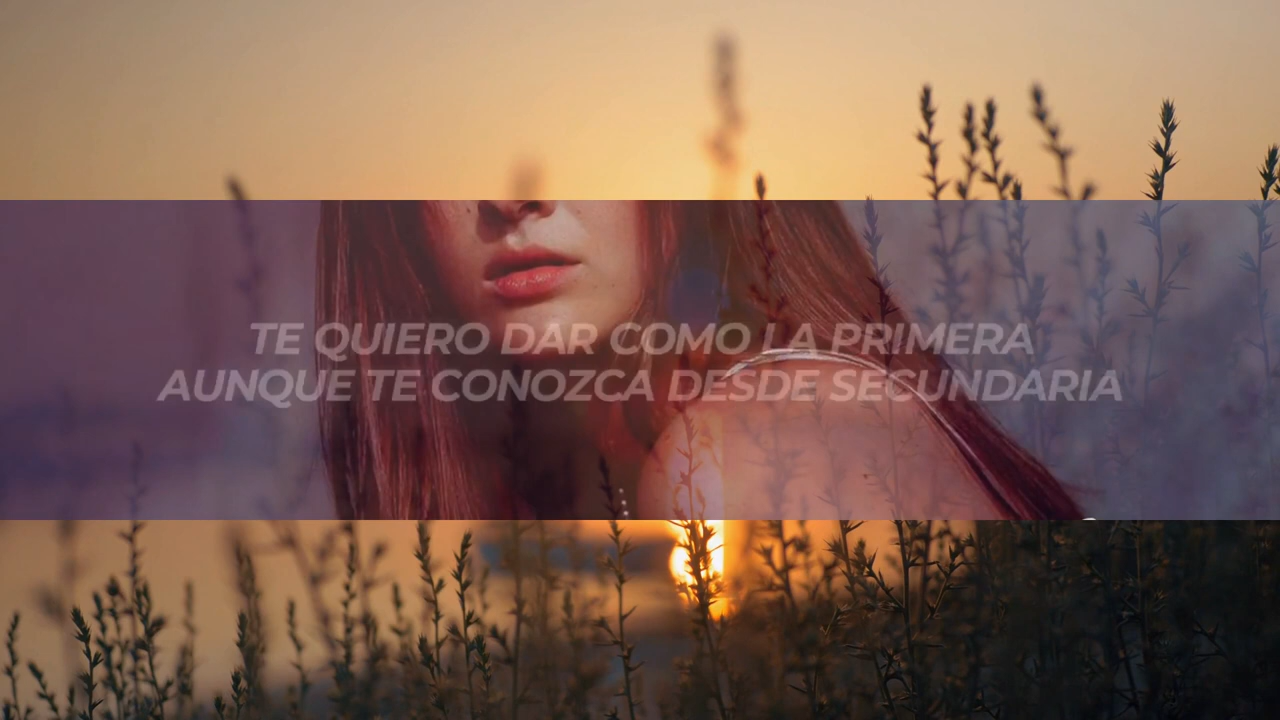 TE QUIERO DAR COMO LA PRIMERA
AUNQUE TE CONOZCA DESDE SECUNDARIA